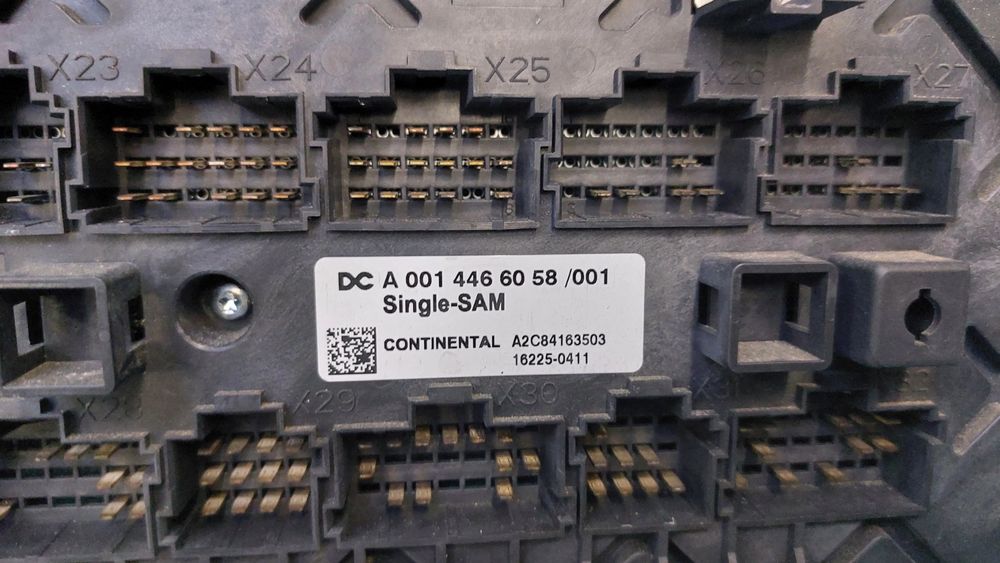 X23 X24 X25 X26 X27
DC A 001 446 60 58 /001
Single-SAM
CONTINENTAL A2C84163503
16225-0411
X28 X29 X30